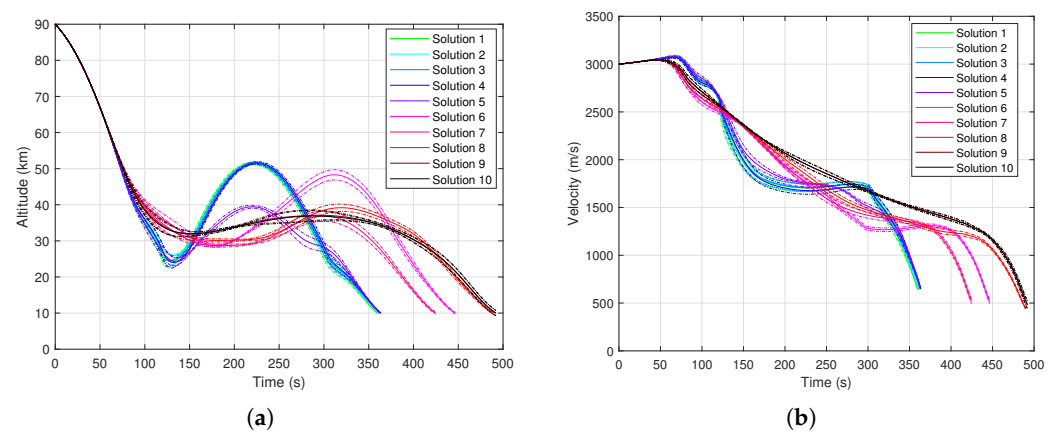 90
80
70
60
50
40
30
20
10
0
Altitude (km)
0 50 100 150 200 250 300 350 400 450 500
Time (s)
Solution 1
Solution 2
Solution 3
Solution 4
Solution 5
Solution 6
Solution 7
Solution 8
Solution 9
Solution 10
(a)
3500
3000
2500
2000
1500
1000
500
0
Velocity (m/s)
0 50 100 150 200 250 300 350 400 450 500
Time (s)
Solution 1
Solution 2
Solution 3
Solution 4
Solution 5
Solution 6
Solution 7
Solution 8
Solution 9
Solution 10
(b)